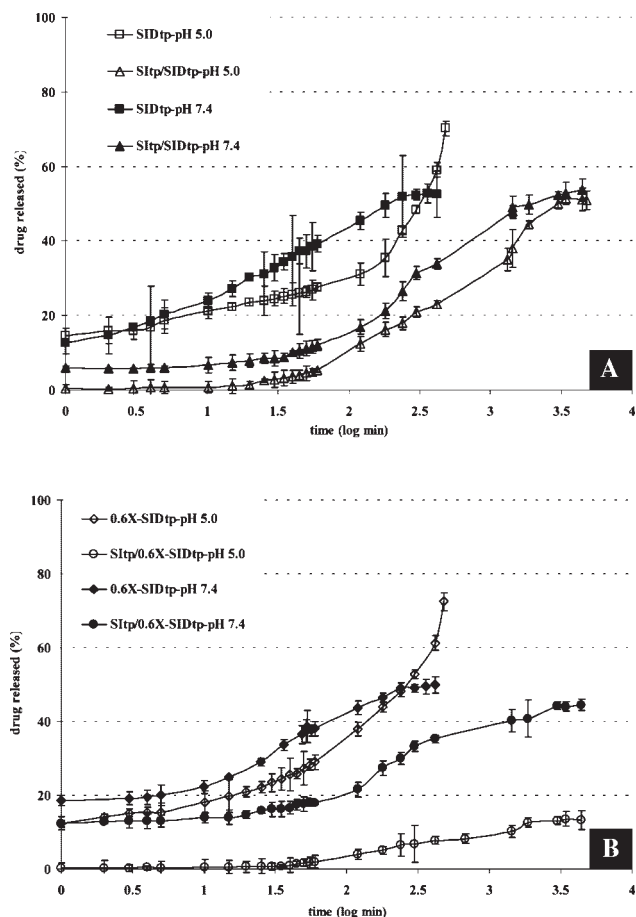 100
80
60
40
20
0
drug released (%)
SIDtp-pH 5.0
SItp/SIDtp-pH 5.0
SIDtp-pH 7.4
SItp/SIDtp-pH 7.4
A
0 0.5 1 1.5 2 2.5 3 3.5 4
time (log min)
100
80
60
40
20
0
drug released (%)
0.6X-SIDtp-pH 5.0
SItp/0.6X-SIDtp-pH 5.0
0.6X-SIDtp-pH 7.4
SItp/0.6X-SIDtp-pH 7.4
B
0 0.5 1 1.5 2 2.5 3 3.5 4
time (log min)